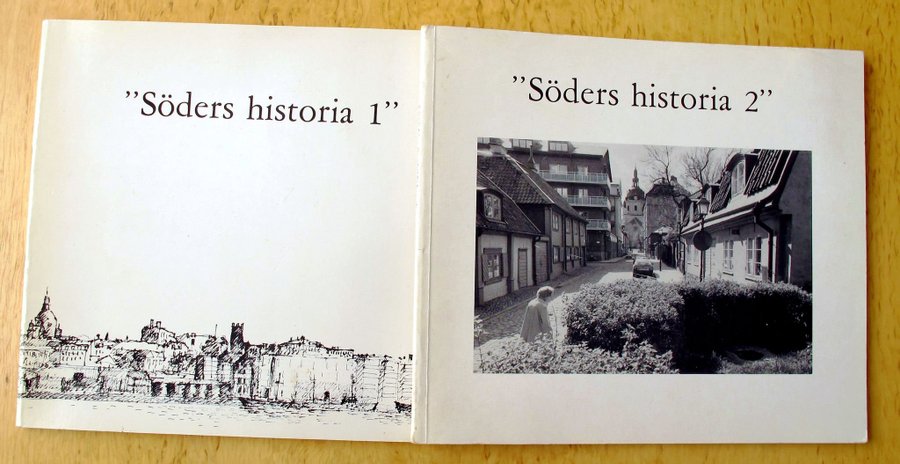 ”Söders historia 1”
”Söders historia 2”